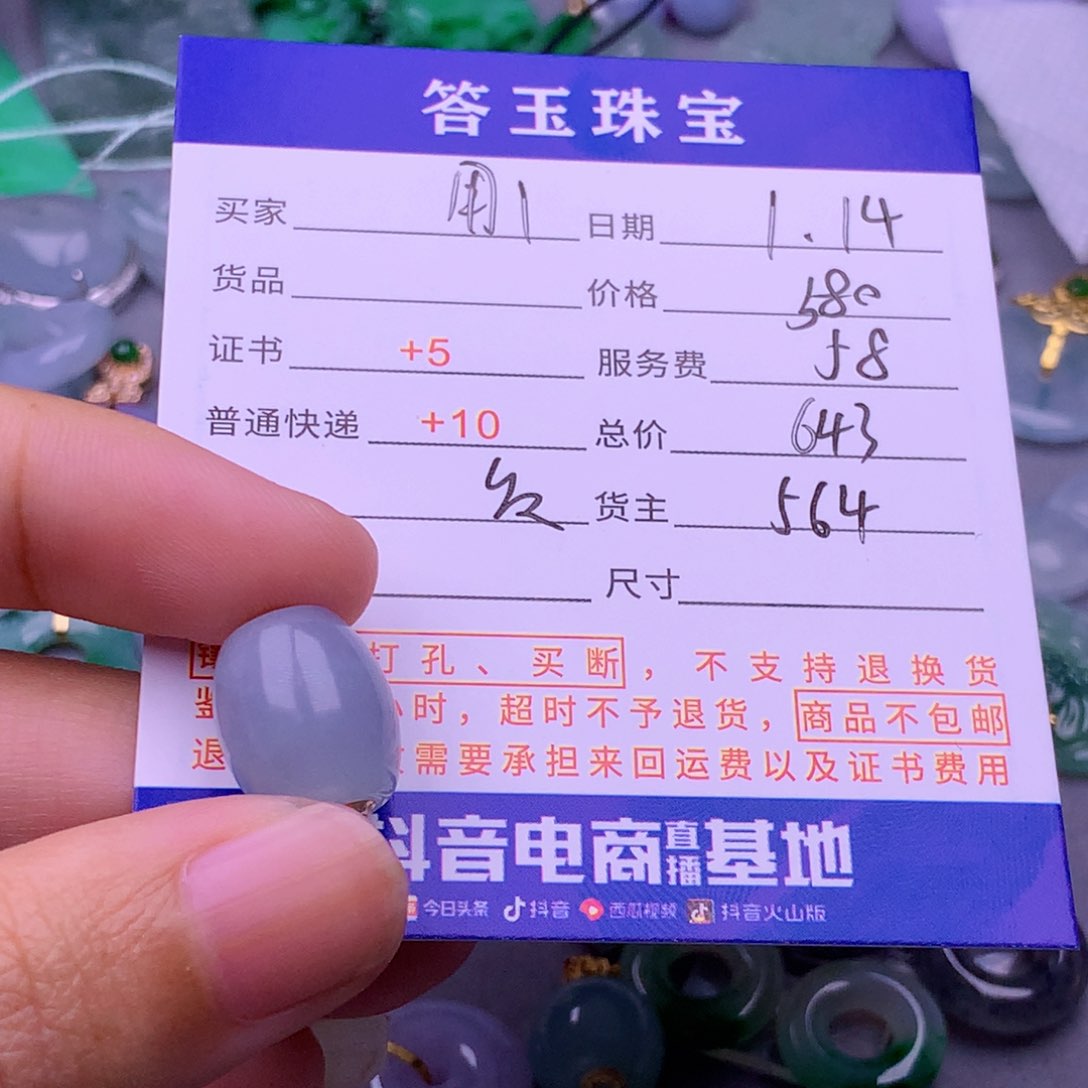 答玉珠宝
买家 用1 日期 1.14
货品 价格 580
证书 +5 服务费 58
普通快递 +10 总价 643
货主 564
尺寸
打孔、买断，不支持退换货
小时，超时不予退货，商品不包邮
退 需要承担来回运费以及证书费用
抖音电商直播基地
今日头条 抖音 西瓜视频 抖音火山版